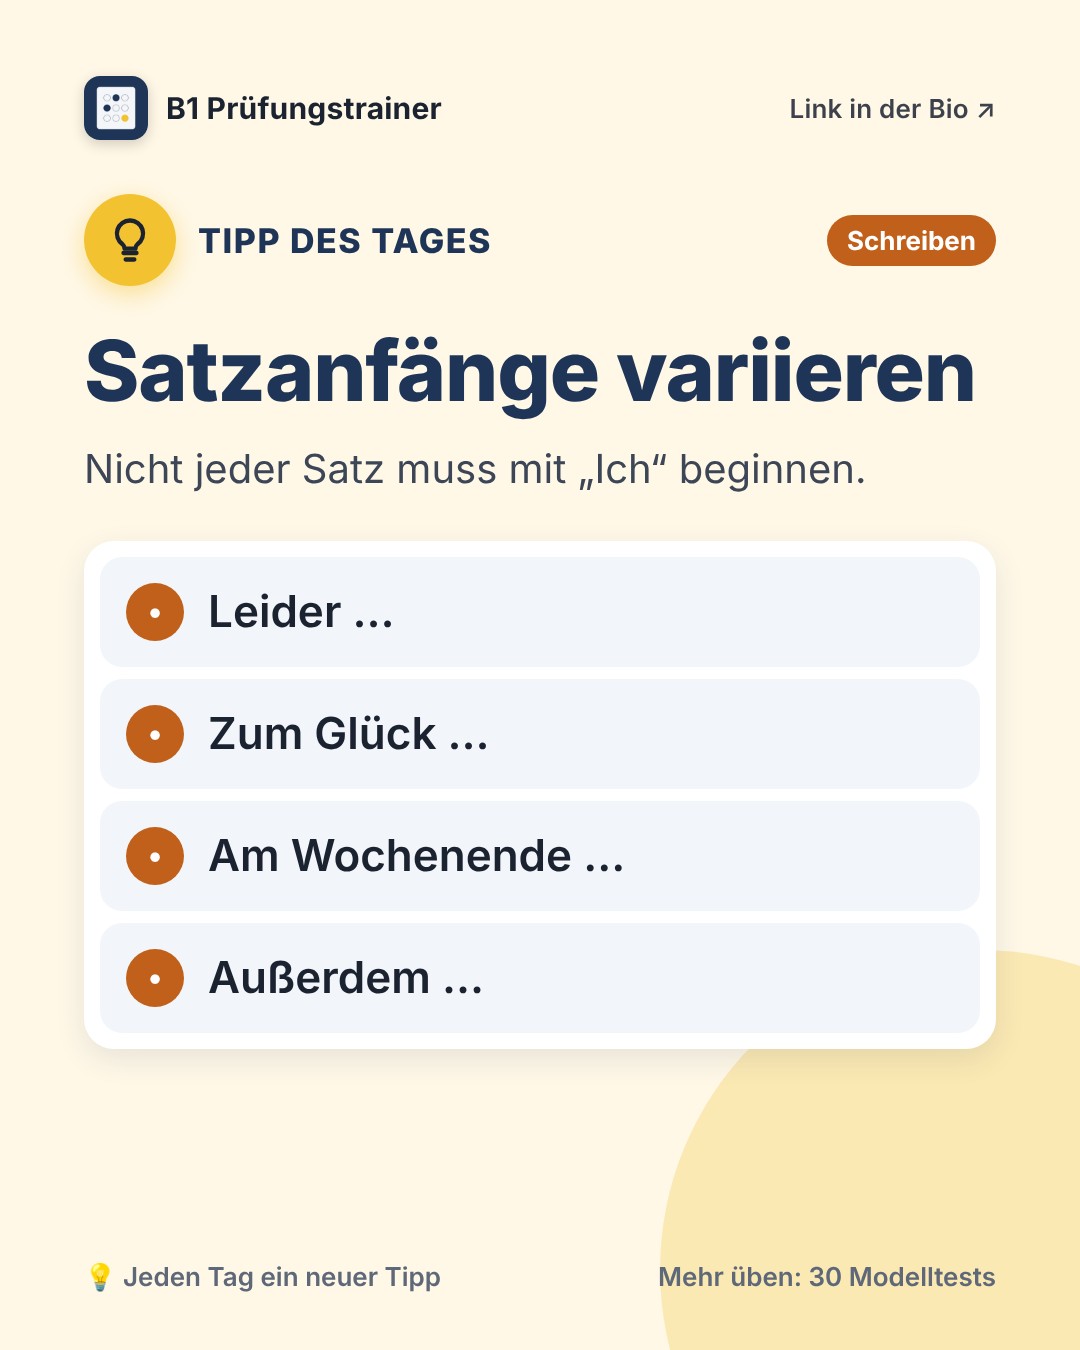 B1 Prüfungstrainer
Link in der Bio ↗
TIPP DES TAGES
Schreiben
Satzanfänge variieren
Nicht jeder Satz muss mit „Ich“ beginnen.
• Leider …
• Zum Glück …
• Am Wochenende …
• Außerdem …
💡 Jeden Tag ein neuer Tipp
Mehr üben: 30 Modelltests